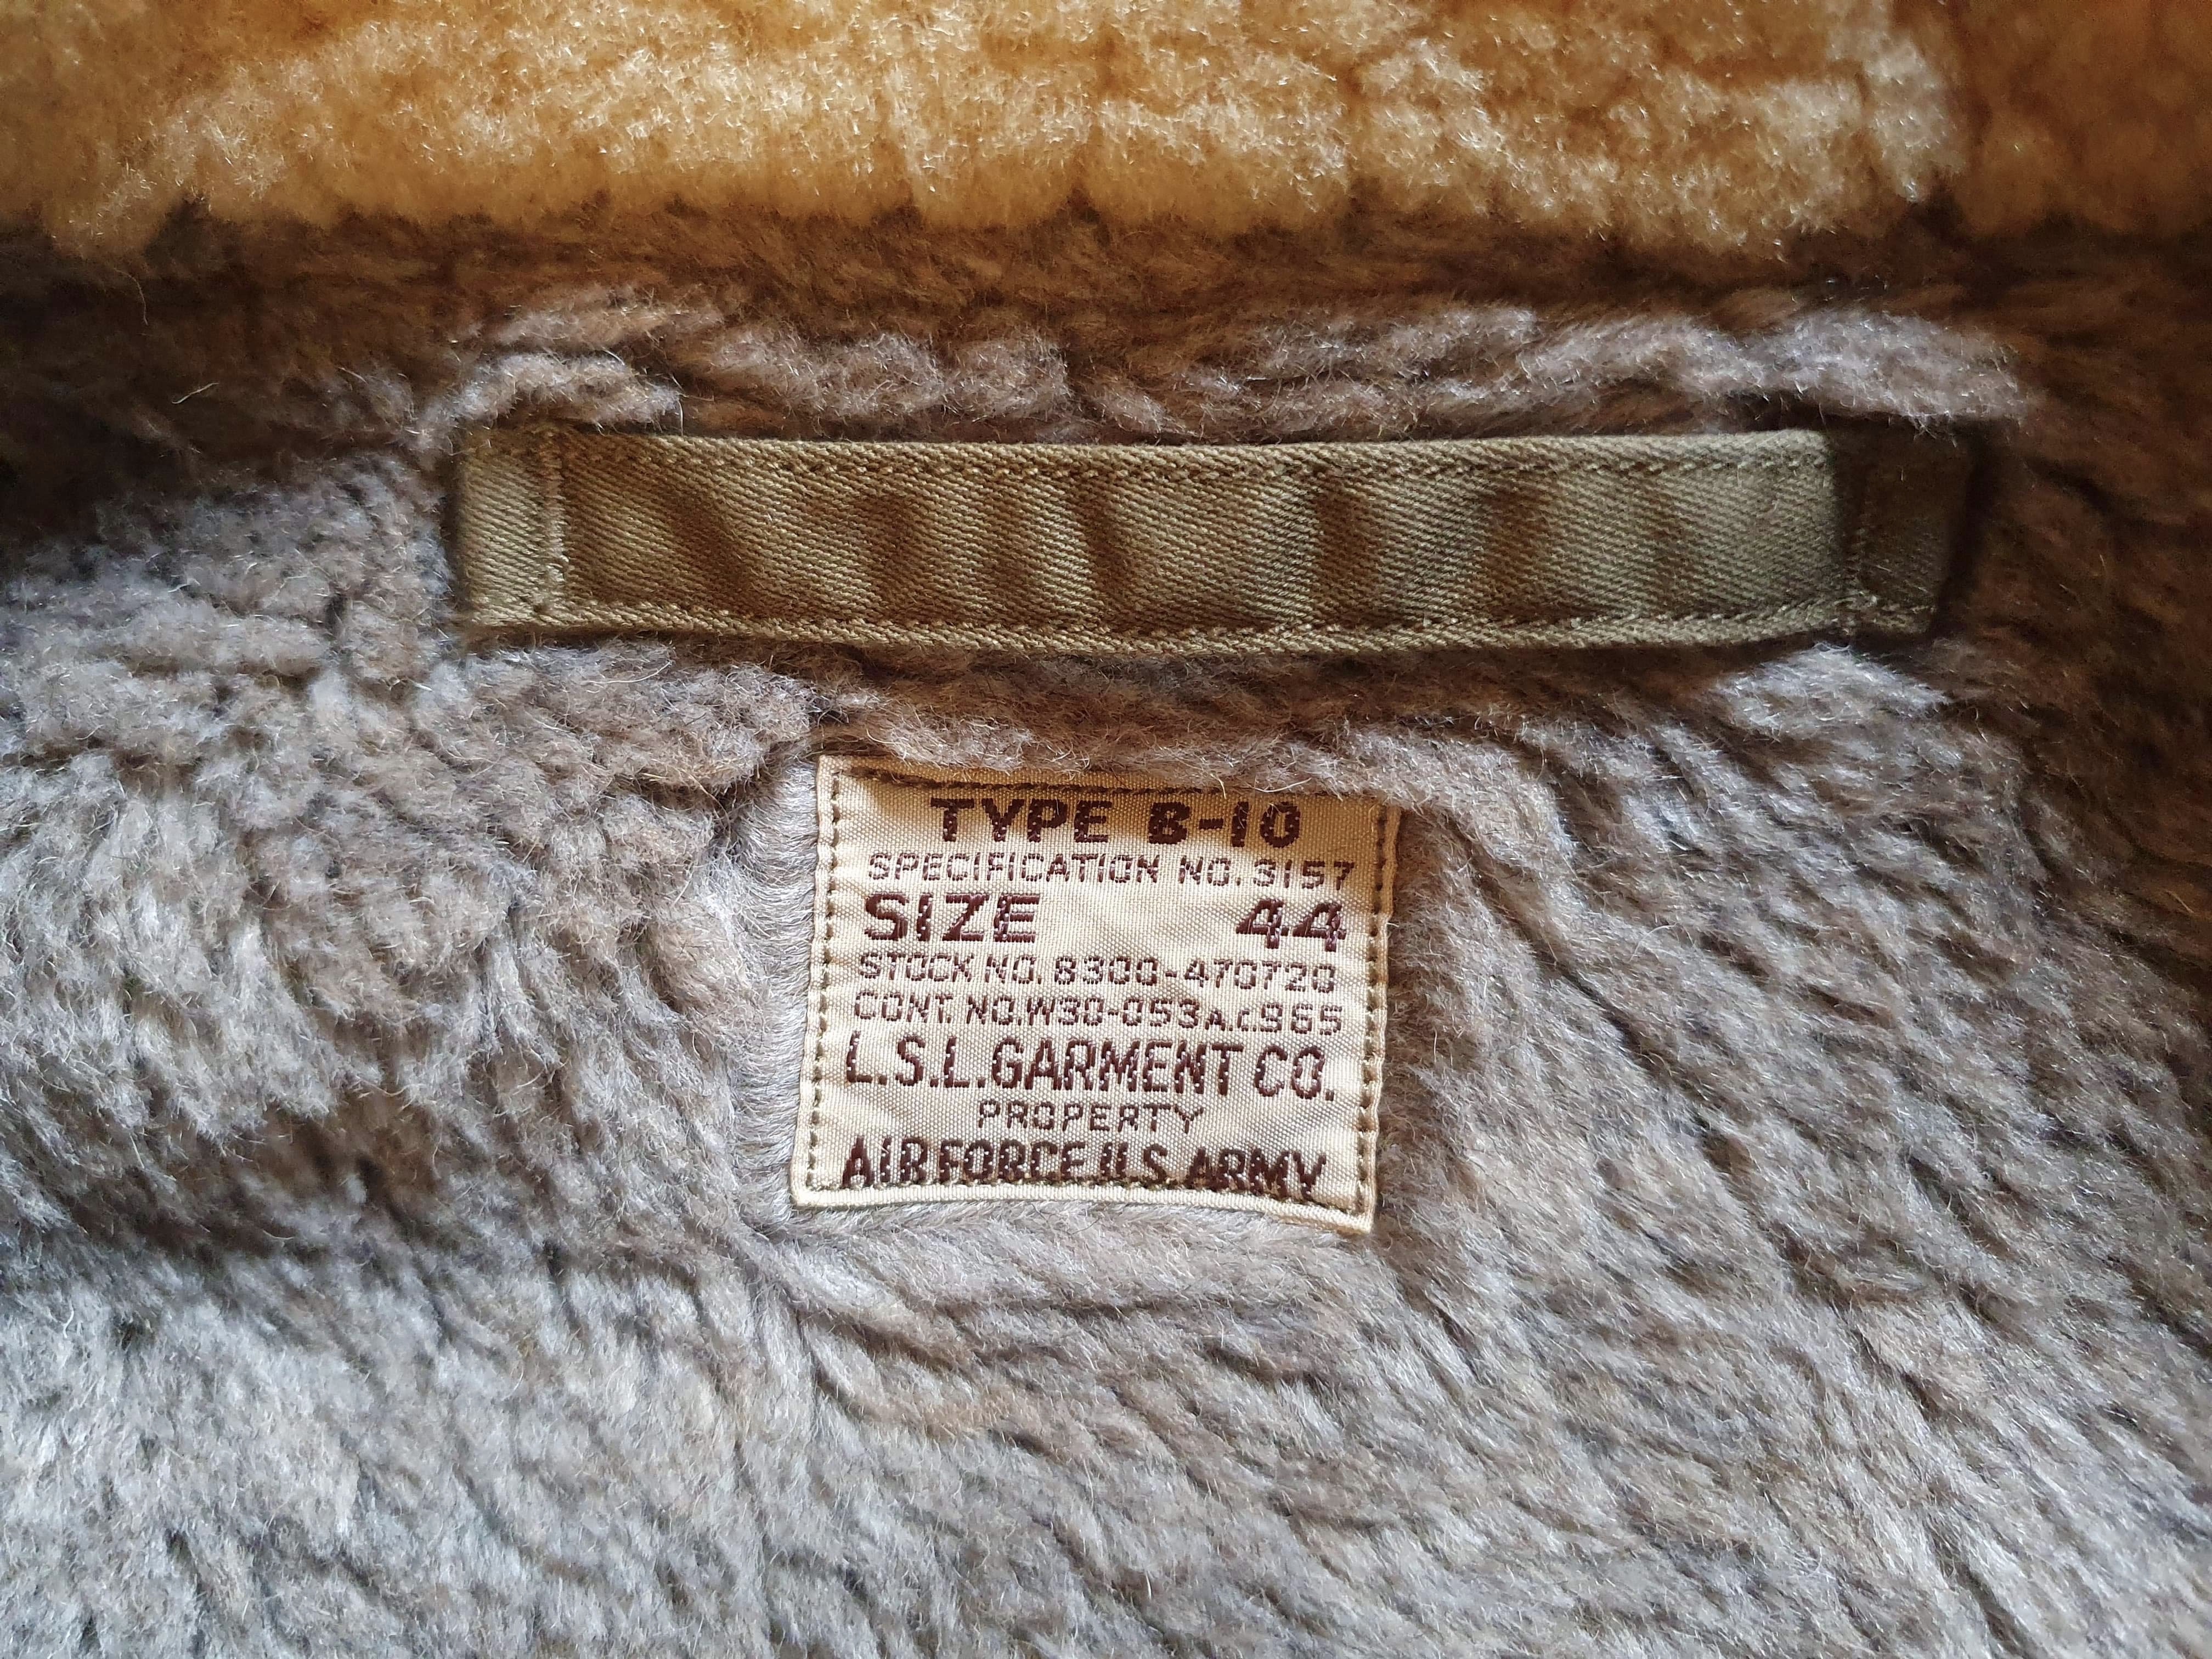 TYPE B-10
SPECIFICATION NO. 3157
SIZE 44
STOCK NO. 8300-470720
CONT. NO.W30-053A.C.965
L.S.L.GARMENT CO.
PROPERTY
AIR FORCE U.S. ARMY